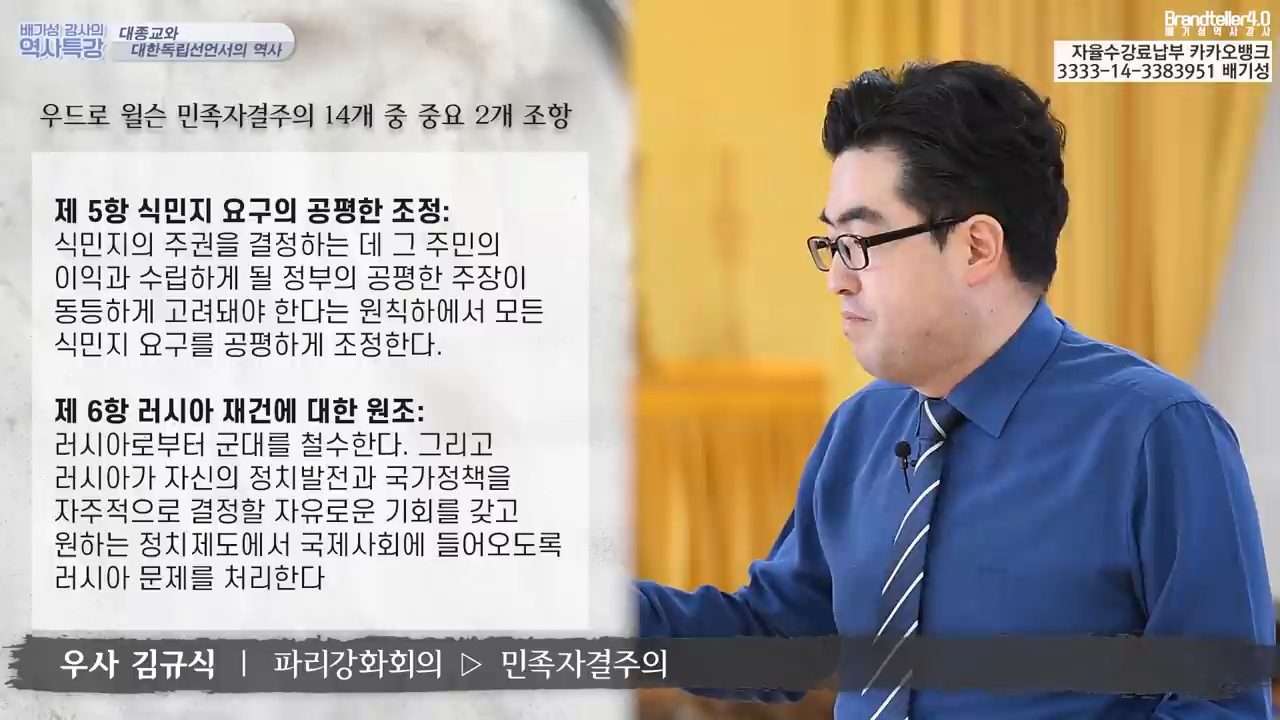 배기성 강사의
역사특강
대종교와
대한독립선언서의 역사
Brandteller4.0
배기성역사강사
자율수강료납부 카카오뱅크
3333-14-3383951 배기성
우드로 윌슨 민족자결주의 14개 중 중요 2개 조항
제 5항 식민지 요구의 공평한 조정:
식민지의 주권을 결정하는 데 그 주민의
이익과 수립하게 될 정부의 공평한 주장이
동등하게 고려돼야 한다는 원칙하에서 모든
식민지 요구를 공평하게 조정한다.
제 6항 러시아 재건에 대한 원조:
러시아로부터 군대를 철수한다. 그리고
러시아가 자신의 정치발전과 국가정책을
자주적으로 결정할 자유로운 기회를 갖고
원하는 정치제도에서 국제사회에 들어오도록
러시아 문제를 처리한다
우사 김규식 | 파리강화회의 ▷ 민족자결주의